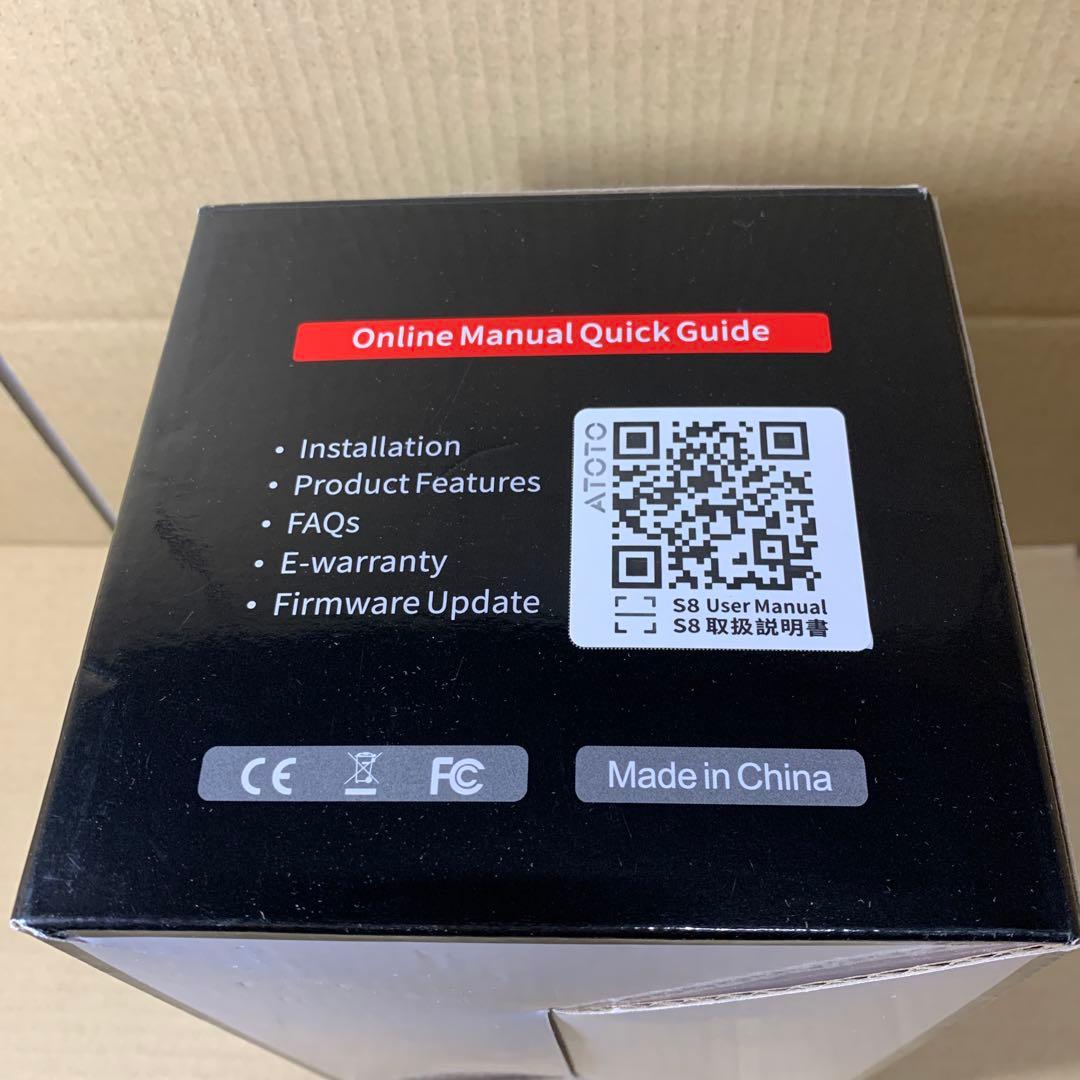 Online Manual Quick Guide
• Installation
• Product Features
• FAQs
• E-warranty
• Firmware Update
ATOTO
S8 User Manual
S8 取扱説明書
CE FC
Made in China